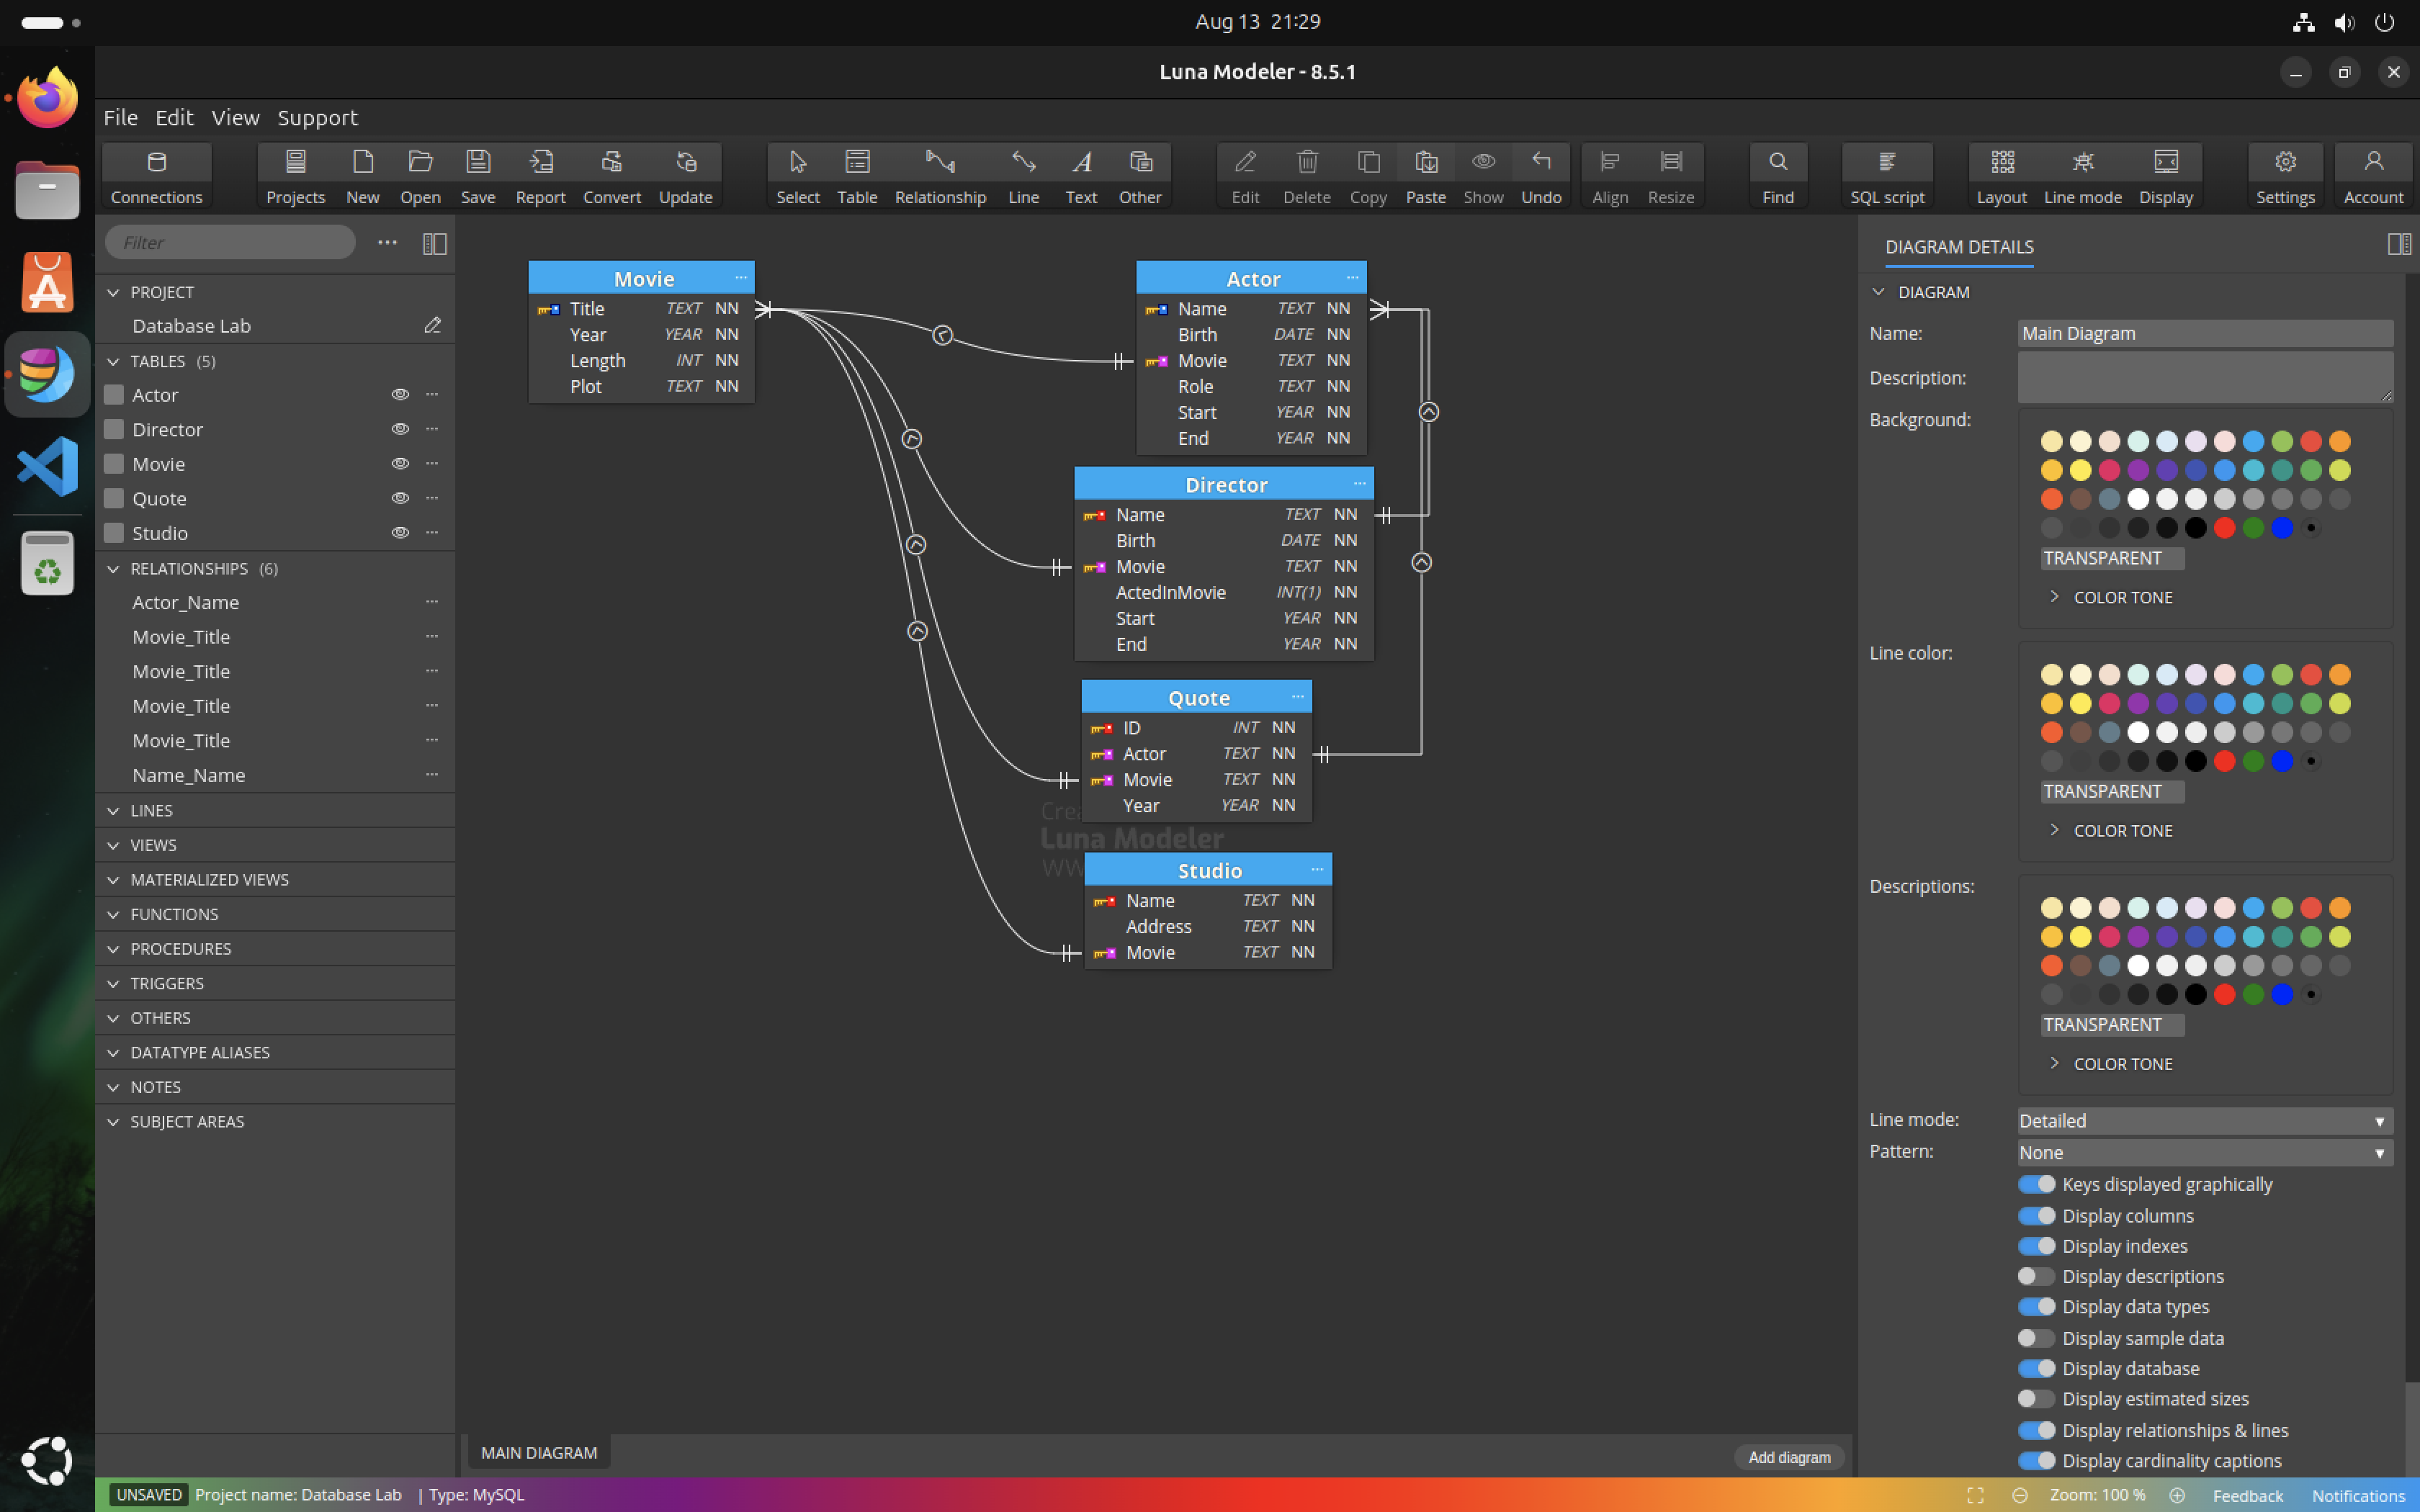 Aug 13 21:29
Luna Modeler - 8.5.1
File Edit View Support
Connections Projects New Open Save Report Convert Update Select Table Relationship Line Text Other Edit Delete Copy Paste Show Undo Align Resize Find SQL script Layout Line mode Display Settings Account
Filter
PROJECT
Database Lab
TABLES (5)
Actor
Director
Movie
Quote
Studio
RELATIONSHIPS (6)
Actor_Name
Movie_Title
Movie_Title
Movie_Title
Movie_Title
Name_Name
LINES
VIEWS
MATERIALIZED VIEWS
FUNCTIONS
PROCEDURES
TRIGGERS
OTHERS
DATATYPE ALIASES
NOTES
SUBJECT AREAS
Movie
Title TEXT NN
Year YEAR NN
Length INT NN
Plot TEXT NN
Actor
Name TEXT NN
Birth DATE NN
Movie TEXT NN
Role TEXT NN
Start YEAR NN
End YEAR NN
Director
Name TEXT NN
Birth DATE NN
Movie TEXT NN
ActedInMovie INT(1) NN
Start YEAR NN
End YEAR NN
Quote
ID INT NN
Actor TEXT NN
Movie TEXT NN
Year YEAR NN
Luna Modeler
Studio
Name TEXT NN
Address TEXT NN
Movie TEXT NN
MAIN DIAGRAM
Add diagram
DIAGRAM DETAILS
DIAGRAM
Name: Main Diagram
Description:
Background:
TRANSPARENT
COLOR TONE
Line color:
TRANSPARENT
COLOR TONE
Descriptions:
TRANSPARENT
COLOR TONE
Line mode: Detailed
Pattern: None
Keys displayed graphically
Display columns
Display indexes
Display descriptions
Display data types
Display sample data
Display database
Display estimated sizes
Display relationships & lines
Display cardinality captions
UNSAVED Project name: Database Lab | Type: MySQL
Zoom: 100 % Feedback Notifications